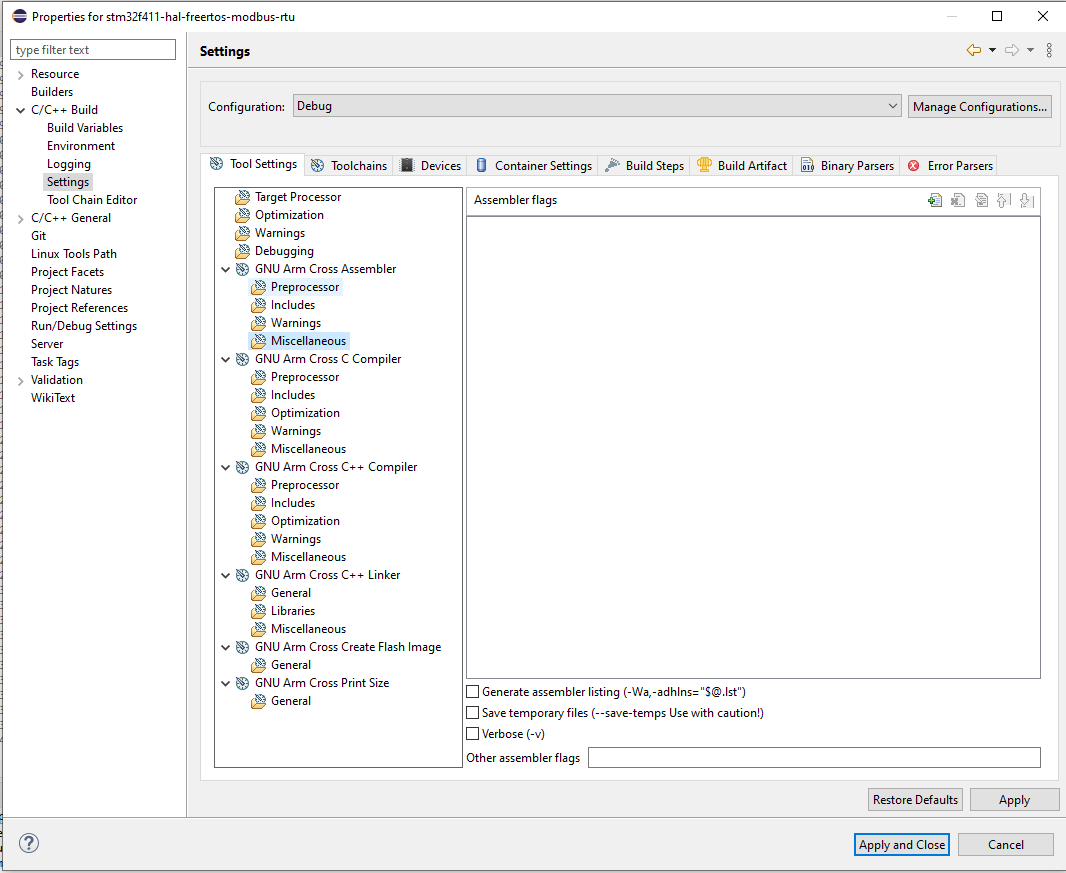 Properties for stm32f411-hal-freertos-modbus-rtu
type filter text
Resource
Builders
C/C++ Build
Build Variables
Environment
Logging
Settings
Tool Chain Editor
C/C++ General
Git
Linux Tools Path
Project Facets
Project Natures
Project References
Run/Debug Settings
Server
Task Tags
Validation
WikiText
Settings
Configuration: Debug Manage Configurations...
Tool Settings Toolchains Devices Container Settings Build Steps Build Artifact Binary Parsers Error Parsers
Target Processor
Optimization
Warnings
Debugging
GNU Arm Cross Assembler
Preprocessor
Includes
Warnings
Miscellaneous
GNU Arm Cross C Compiler
Preprocessor
Includes
Optimization
Warnings
Miscellaneous
GNU Arm Cross C++ Compiler
Preprocessor
Includes
Optimization
Warnings
Miscellaneous
GNU Arm Cross C++ Linker
General
Libraries
Miscellaneous
GNU Arm Cross Create Flash Image
General
GNU Arm Cross Print Size
General
Assembler flags
Generate assembler listing (-Wa,-adhlns="$@.lst")
Save temporary files (--save-temps Use with caution!)
Verbose (-v)
Other assembler flags
Restore Defaults Apply
Apply and Close Cancel